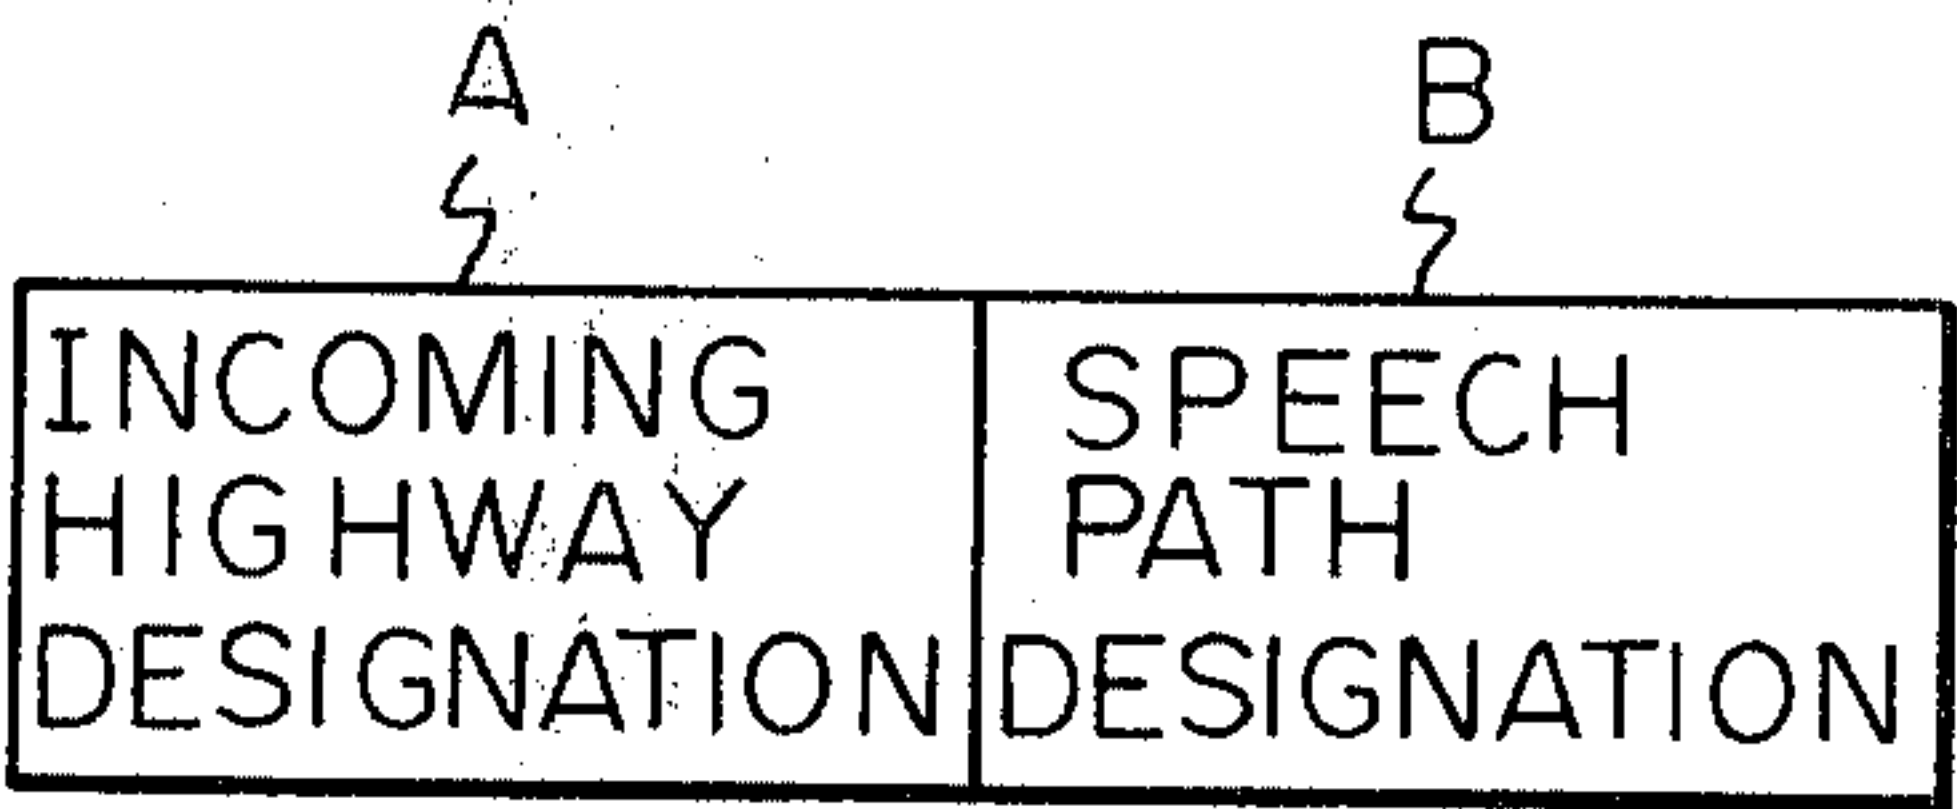 A
B
INCOMING
HIGHWAY
DESIGNATION
SPEECH
PATH
DESIGNATION